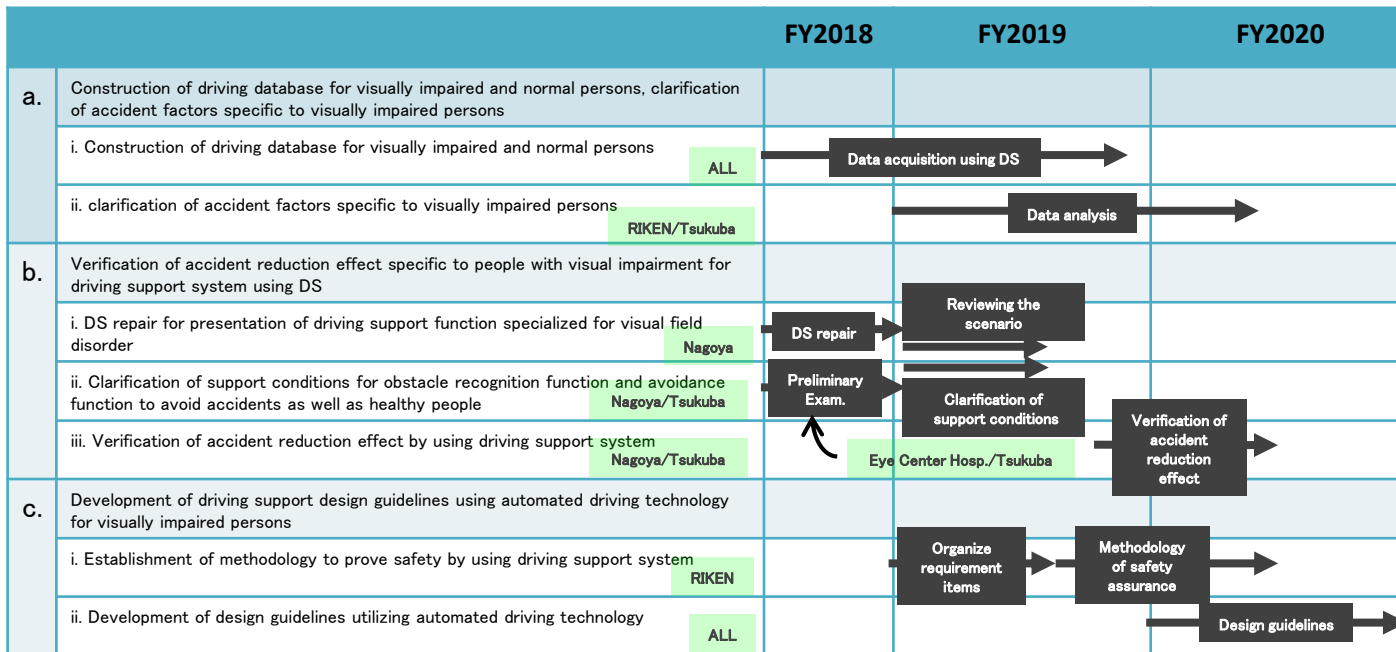 FY2018 FY2019 FY2020
a.
Construction of driving database for visually impaired and normal persons, clarification
of accident factors specific to visually impaired persons
i. Construction of driving database for visually impaired and normal persons
ALL
Data acquisition using DS
ii. clarification of accident factors specific to visually impaired persons
RIKEN/Tsukuba
Data analysis
b.
Verification of accident reduction effect specific to people with visual impairment for
driving support system using DS
i. DS repair for presentation of driving support function specialized for visual field
disorder
Nagoya
DS repair
Reviewing the
scenario
ii. Clarification of support conditions for obstacle recognition function and avoidance
function to avoid accidents as well as healthy people
Nagoya/Tsukuba
Preliminary
Exam.
Clarification of
support conditions
iii. Verification of accident reduction effect by using driving support system
Nagoya/Tsukuba
Eye Center Hosp./Tsukuba
Verification of
accident
reduction
effect
c.
Development of driving support design guidelines using automated driving technology
for visually impaired persons
i. Establishment of methodology to prove safety by using driving support system
RIKEN
Organize
requirement
items
Methodology
of safety
assurance
ii. Development of design guidelines utilizing automated driving technology
ALL
Design guidelines